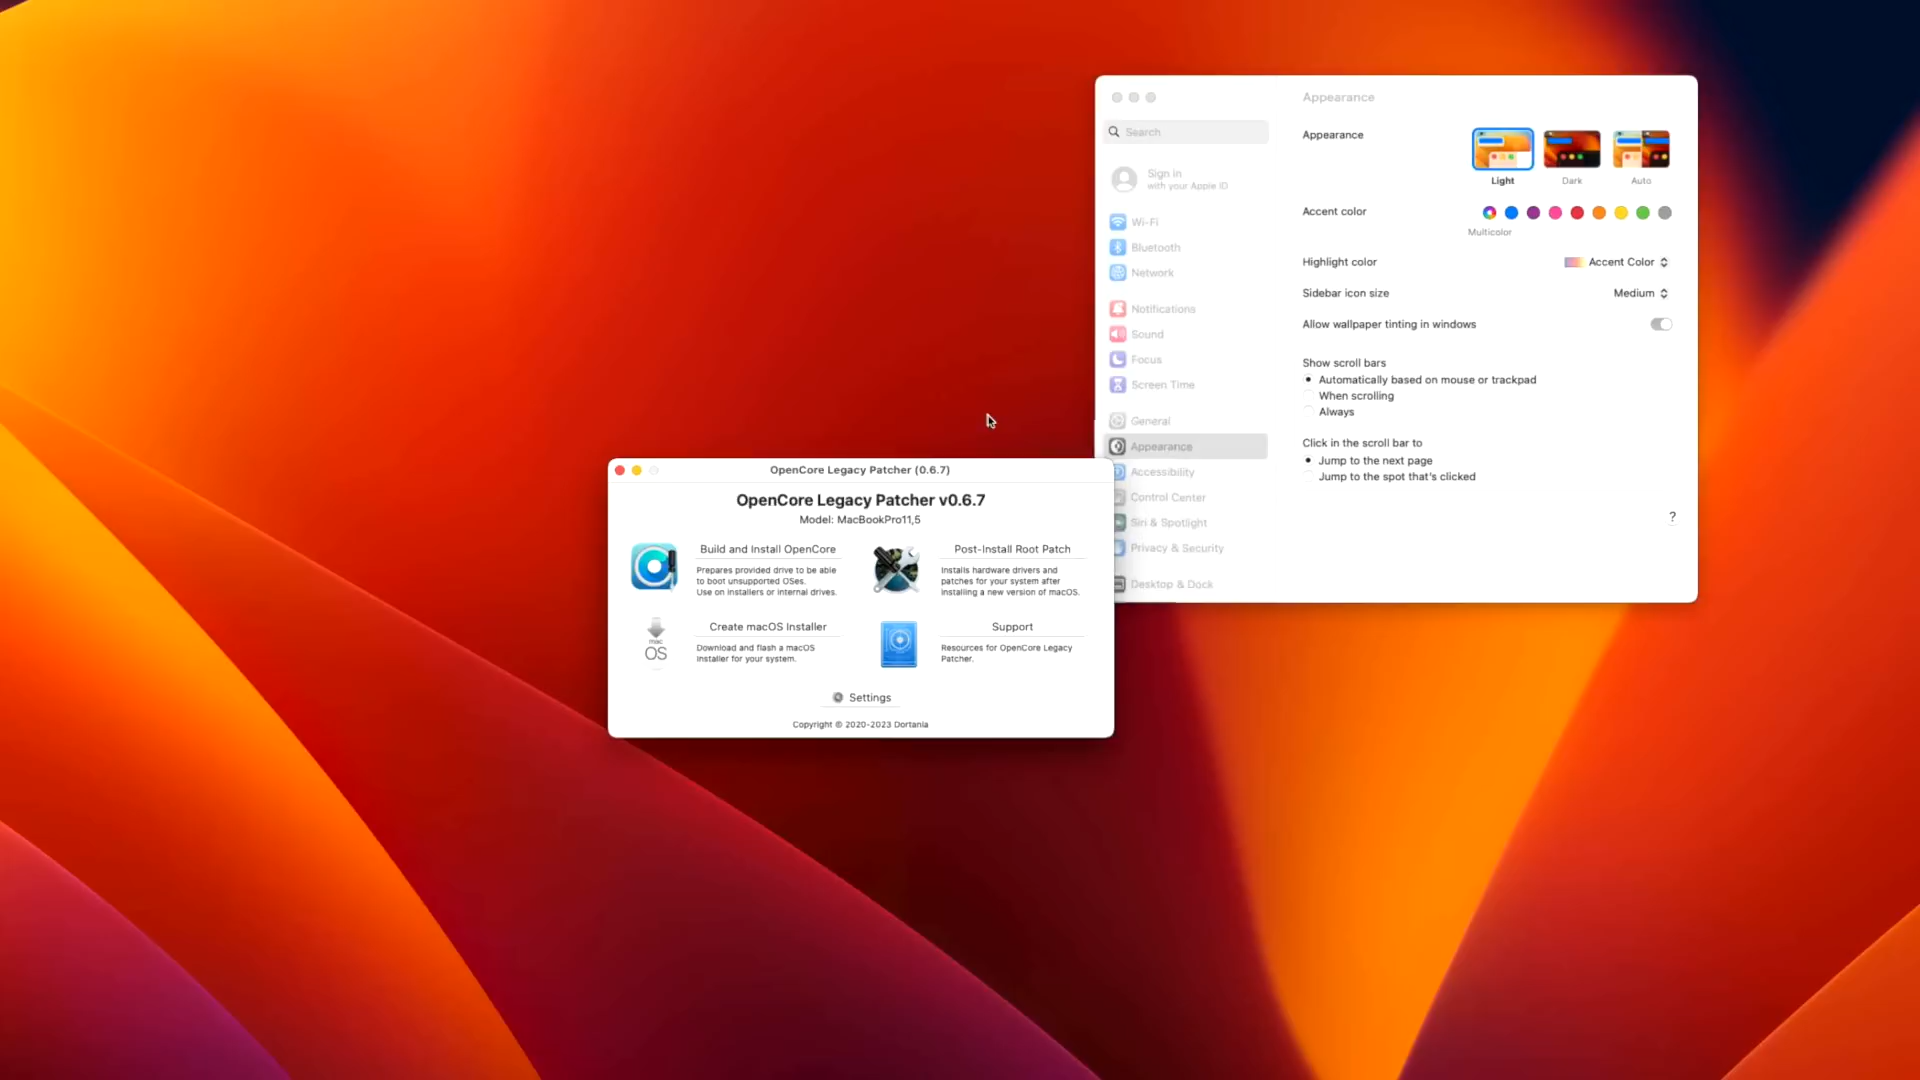 Appearance
Search
Sign in
with your Apple ID
Wi-Fi
Bluetooth
Network
Notifications
Sound
Focus
Screen Time
General
Appearance
Accessibility
Control Center
Siri & Spotlight
Privacy & Security
Desktop & Dock
Appearance
Light
Dark
Auto
Accent color
Multicolor
Highlight color
Accent Color
Sidebar icon size
Medium
Allow wallpaper tinting in windows
Show scroll bars
Automatically based on mouse or trackpad
When scrolling
Always
Click in the scroll bar to
Jump to the next page
Jump to the spot that's clicked
?
OpenCore Legacy Patcher (0.6.7)
OpenCore Legacy Patcher v0.6.7
Model: MacBookPro11,5
Build and Install OpenCore
Prepares provided drive to be able
to boot unsupported OSes.
Use on installers or internal drives.
Post-Install Root Patch
Installs hardware drivers and
patches for your system after
installing a new version of macOS.
mac
OS
Create macOS Installer
Download and flash a macOS
Installer for your system.
Support
Resources for OpenCore Legacy
Patcher.
Settings
Copyright © 2020-2023 Dortania